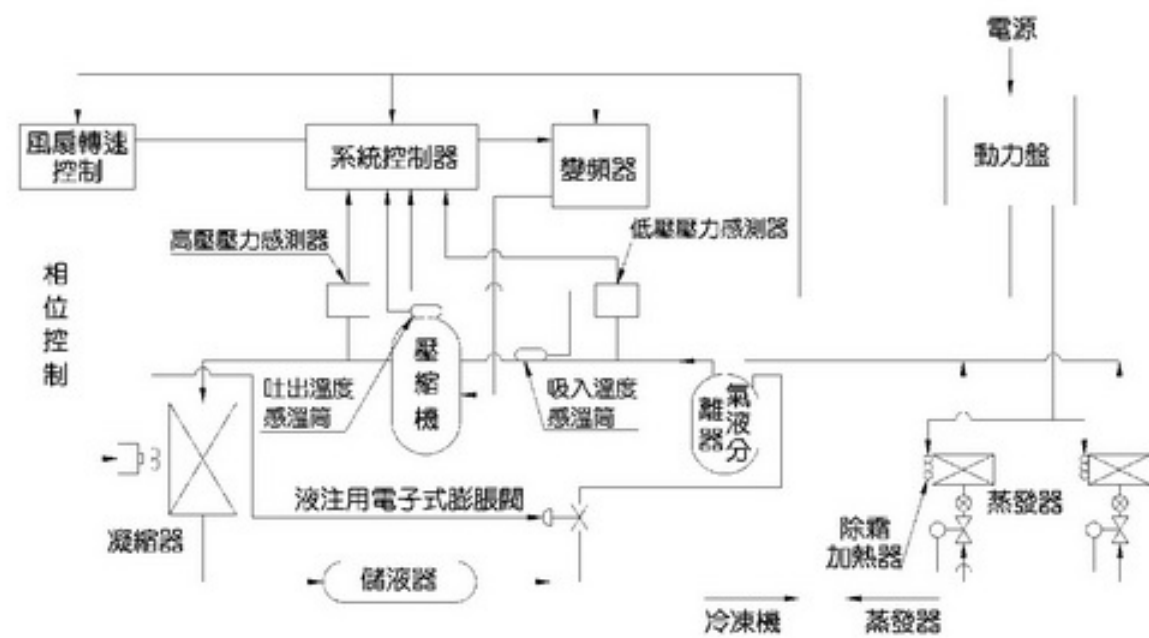 電源
風扇轉速
控制
系統控制器
變頻器
動力盤
高壓壓力感測器
低壓壓力感測器
相位控制
壓縮機
吐出溫度
感溫筒
吸入溫度
感溫筒
氣液分
離器
液注用電子式膨脹閥
凝縮器
儲液器
蒸發器
除霜
加熱器
冷凍機
蒸發器